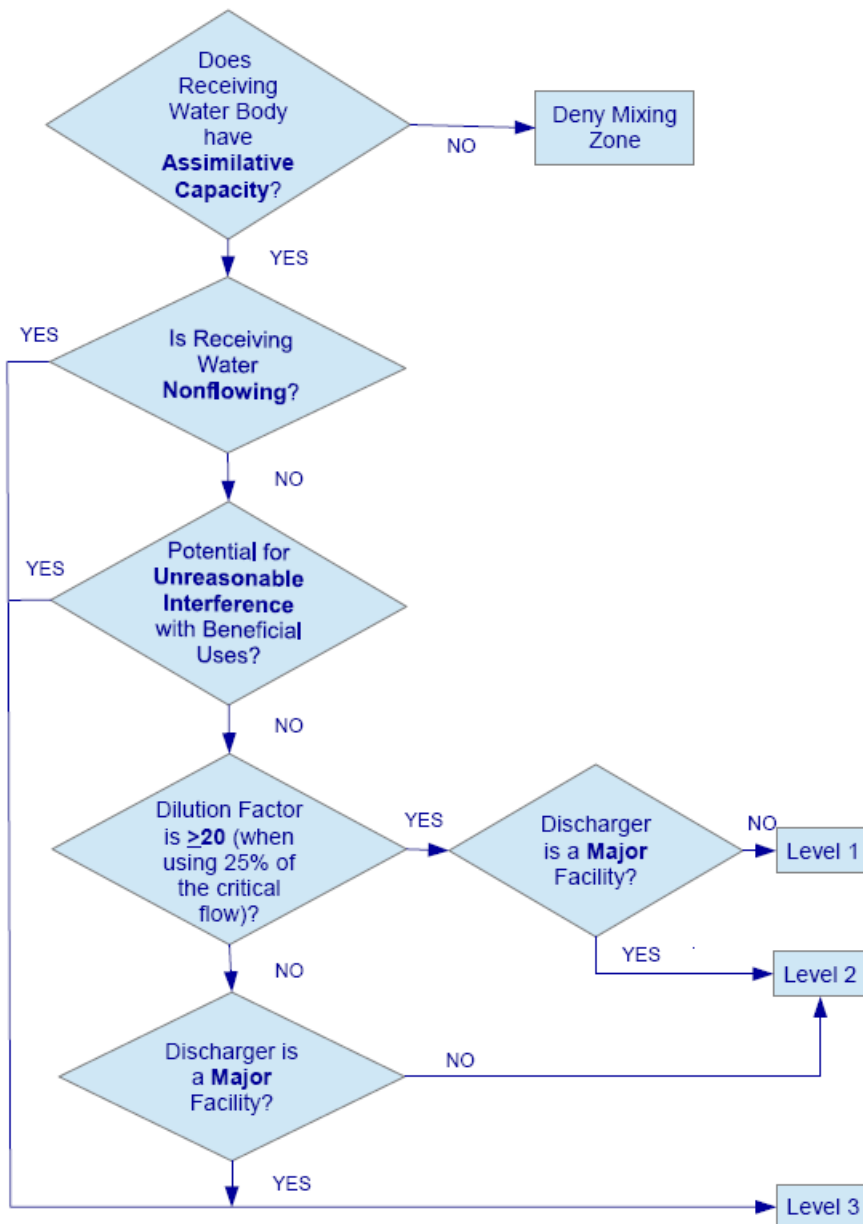 Does
Receiving
Water Body
have
Assimilative
Capacity?
NO
Deny Mixing
Zone
YES
YES
Is Receiving
Water
Nonflowing?
NO
YES
Potential for
Unreasonable
Interference
with Beneficial
Uses?
NO
Dilution Factor
is ≥20 (when
using 25% of
the critical
flow)?
YES
Discharger
is a Major
Facility?
NO
Level 1
YES
Level 2
NO
Discharger is
a Major
Facility?
NO
YES
Level 3